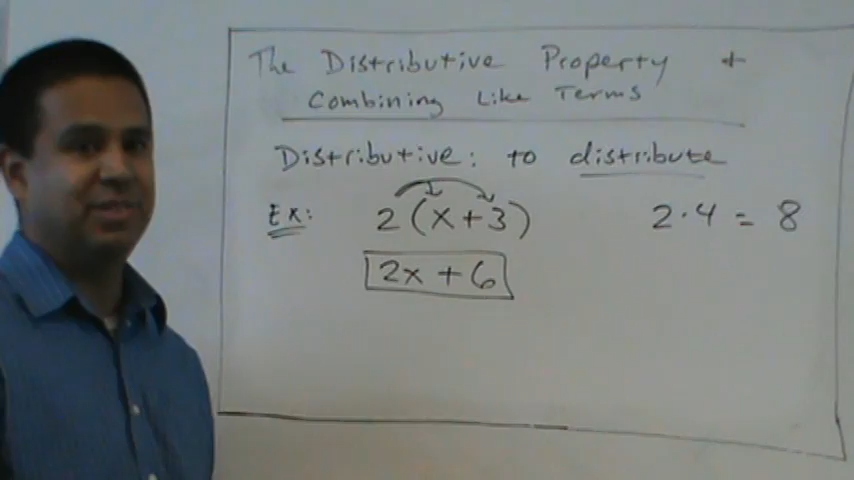 The Distributive Property +
Combining Like Terms
Distributive: to distribute
Ex: 2(x+3) 2·4 = 8
2x + 6